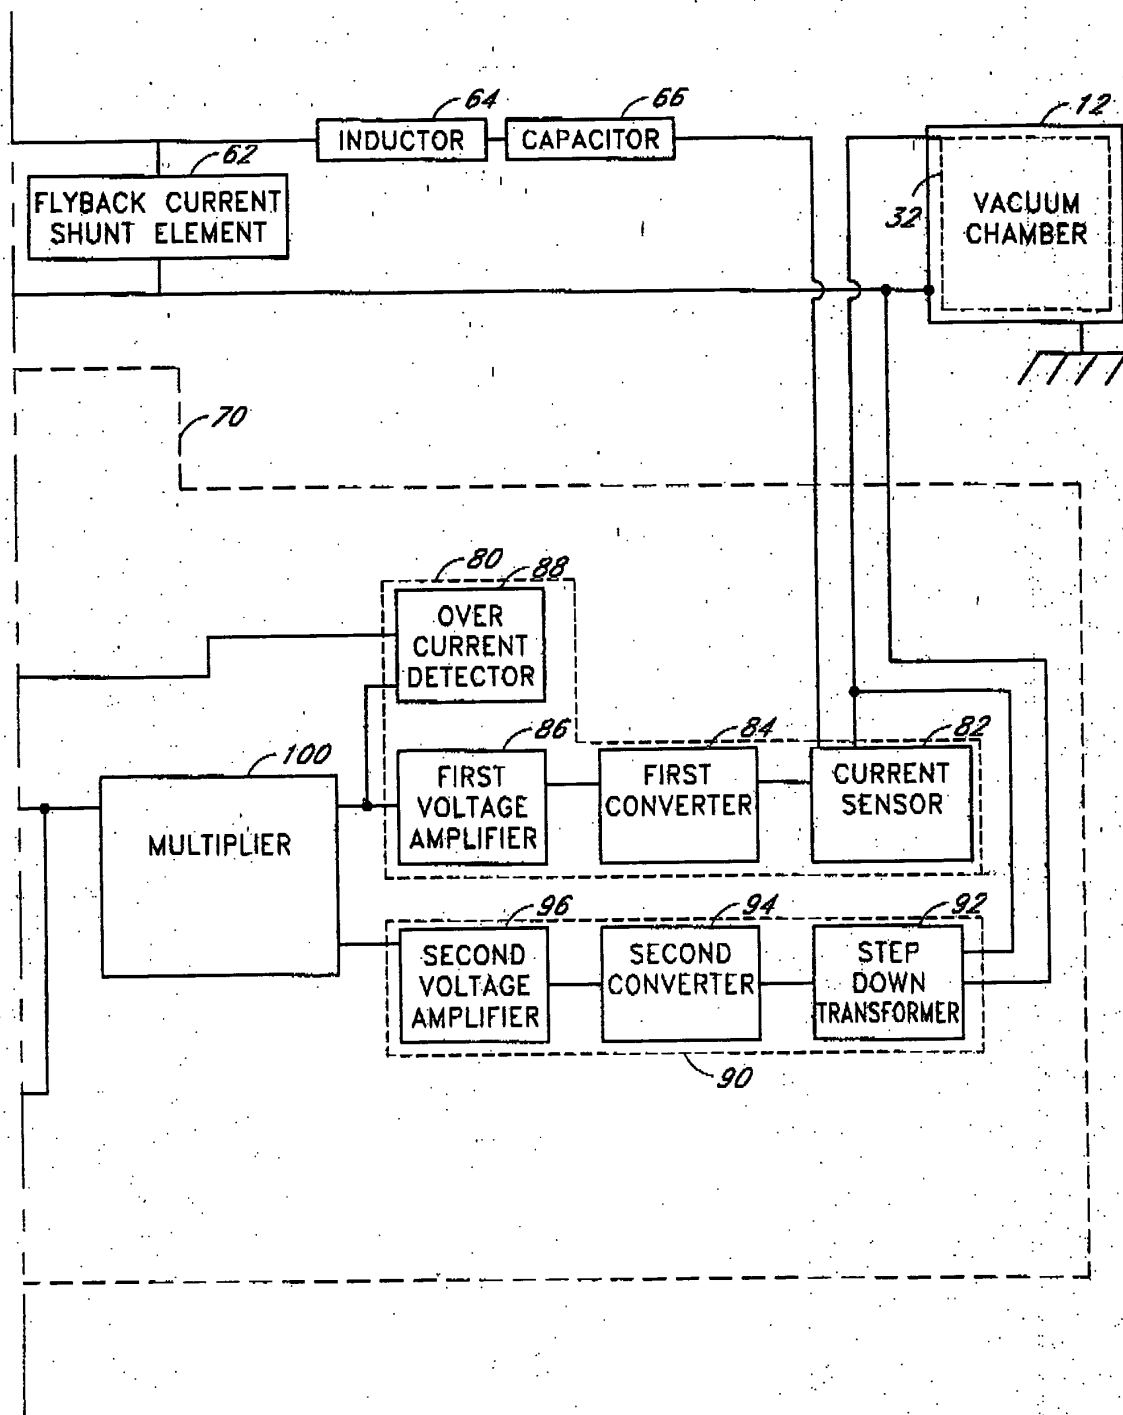 64
66
12
INDUCTOR
CAPACITOR
62
FLYBACK CURRENT
SHUNT ELEMENT
32
VACUUM
CHAMBER
70
80
88
OVER
CURRENT
DETECTOR
100
MULTIPLIER
86
FIRST
VOLTAGE
AMPLIFIER
84
FIRST
CONVERTER
82
CURRENT
SENSOR
96
SECOND
VOLTAGE
AMPLIFIER
94
SECOND
CONVERTER
92
STEP
DOWN
TRANSFORMER
90